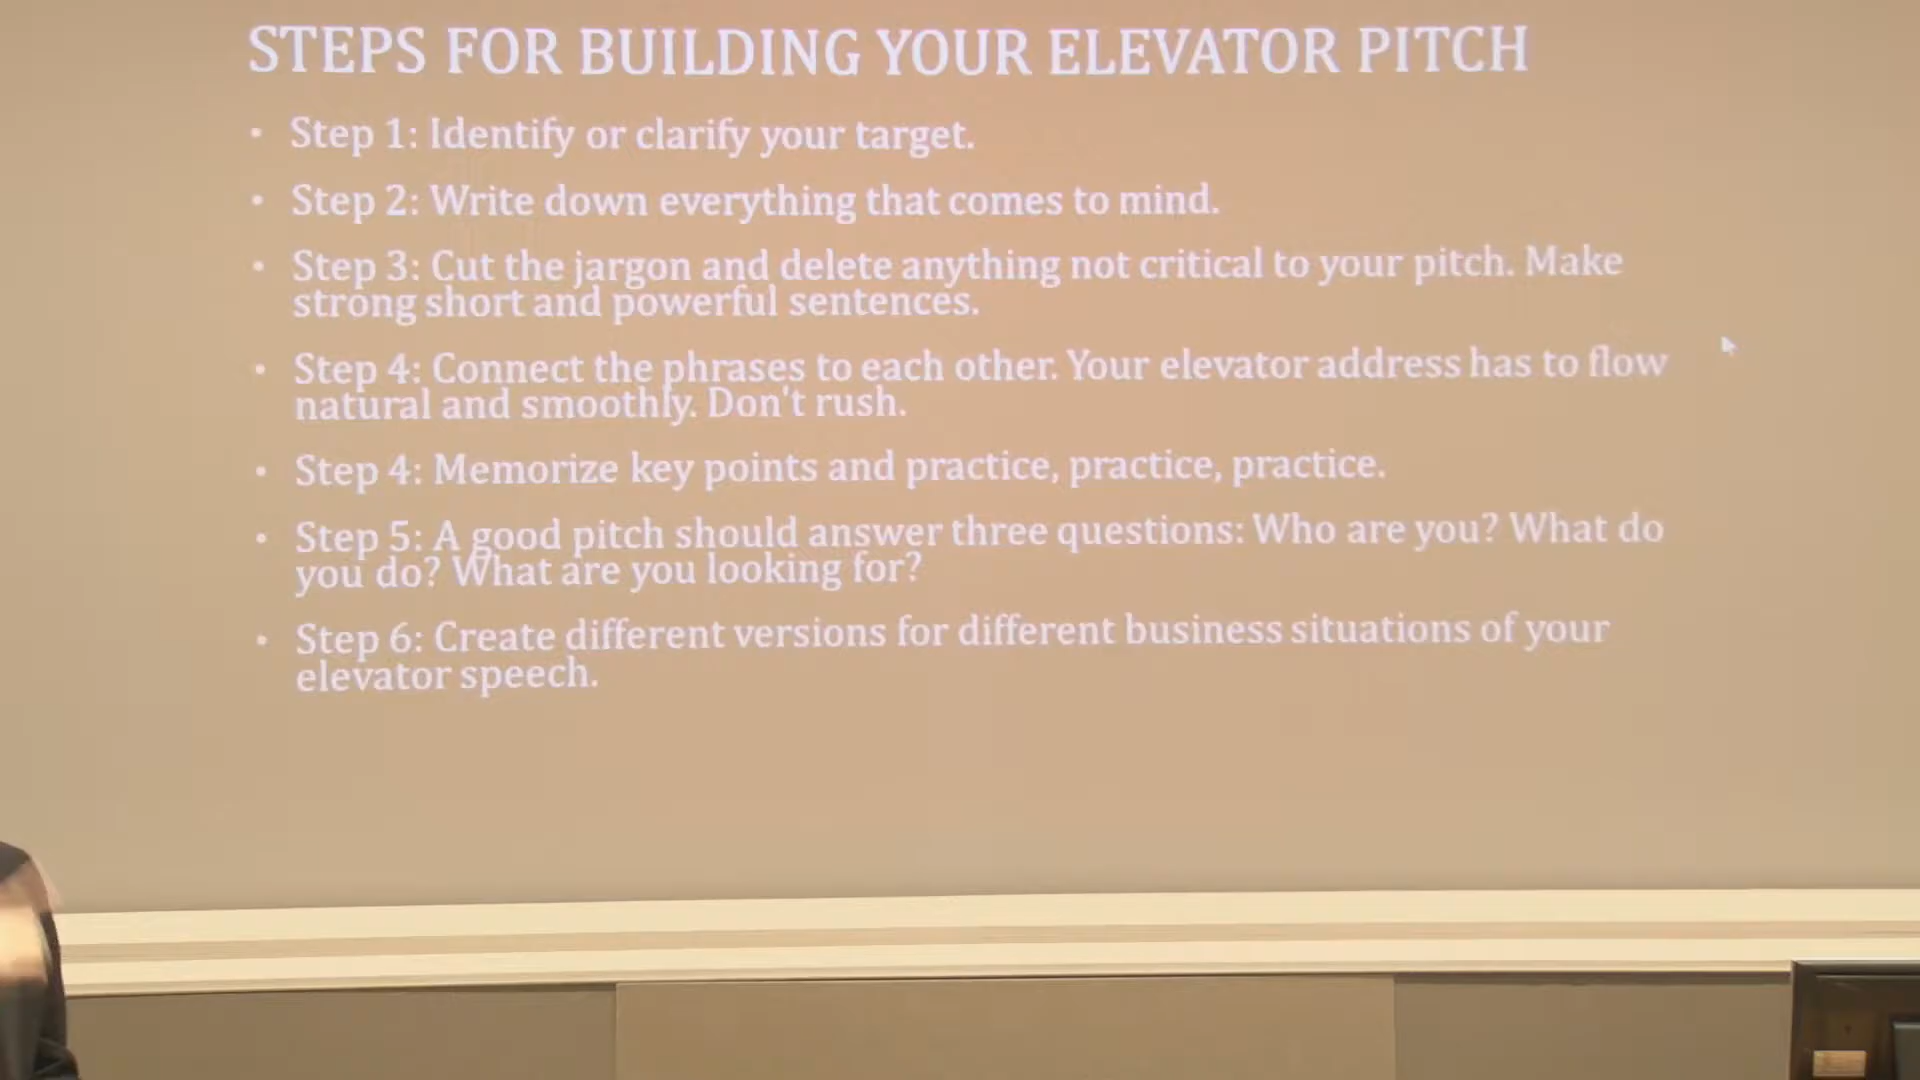 STEPS FOR BUILDING YOUR ELEVATOR PITCH
• Step 1: Identify or clarify your target.
• Step 2: Write down everything that comes to mind.
• Step 3: Cut the jargon and delete anything not critical to your pitch. Make
strong short and powerful sentences.
• Step 4: Connect the phrases to each other. Your elevator address has to flow
natural and smoothly. Don't rush.
• Step 4: Memorize key points and practice, practice, practice.
• Step 5: A good pitch should answer three questions: Who are you? What do
you do? What are you looking for?
• Step 6: Create different versions for different business situations of your
elevator speech.